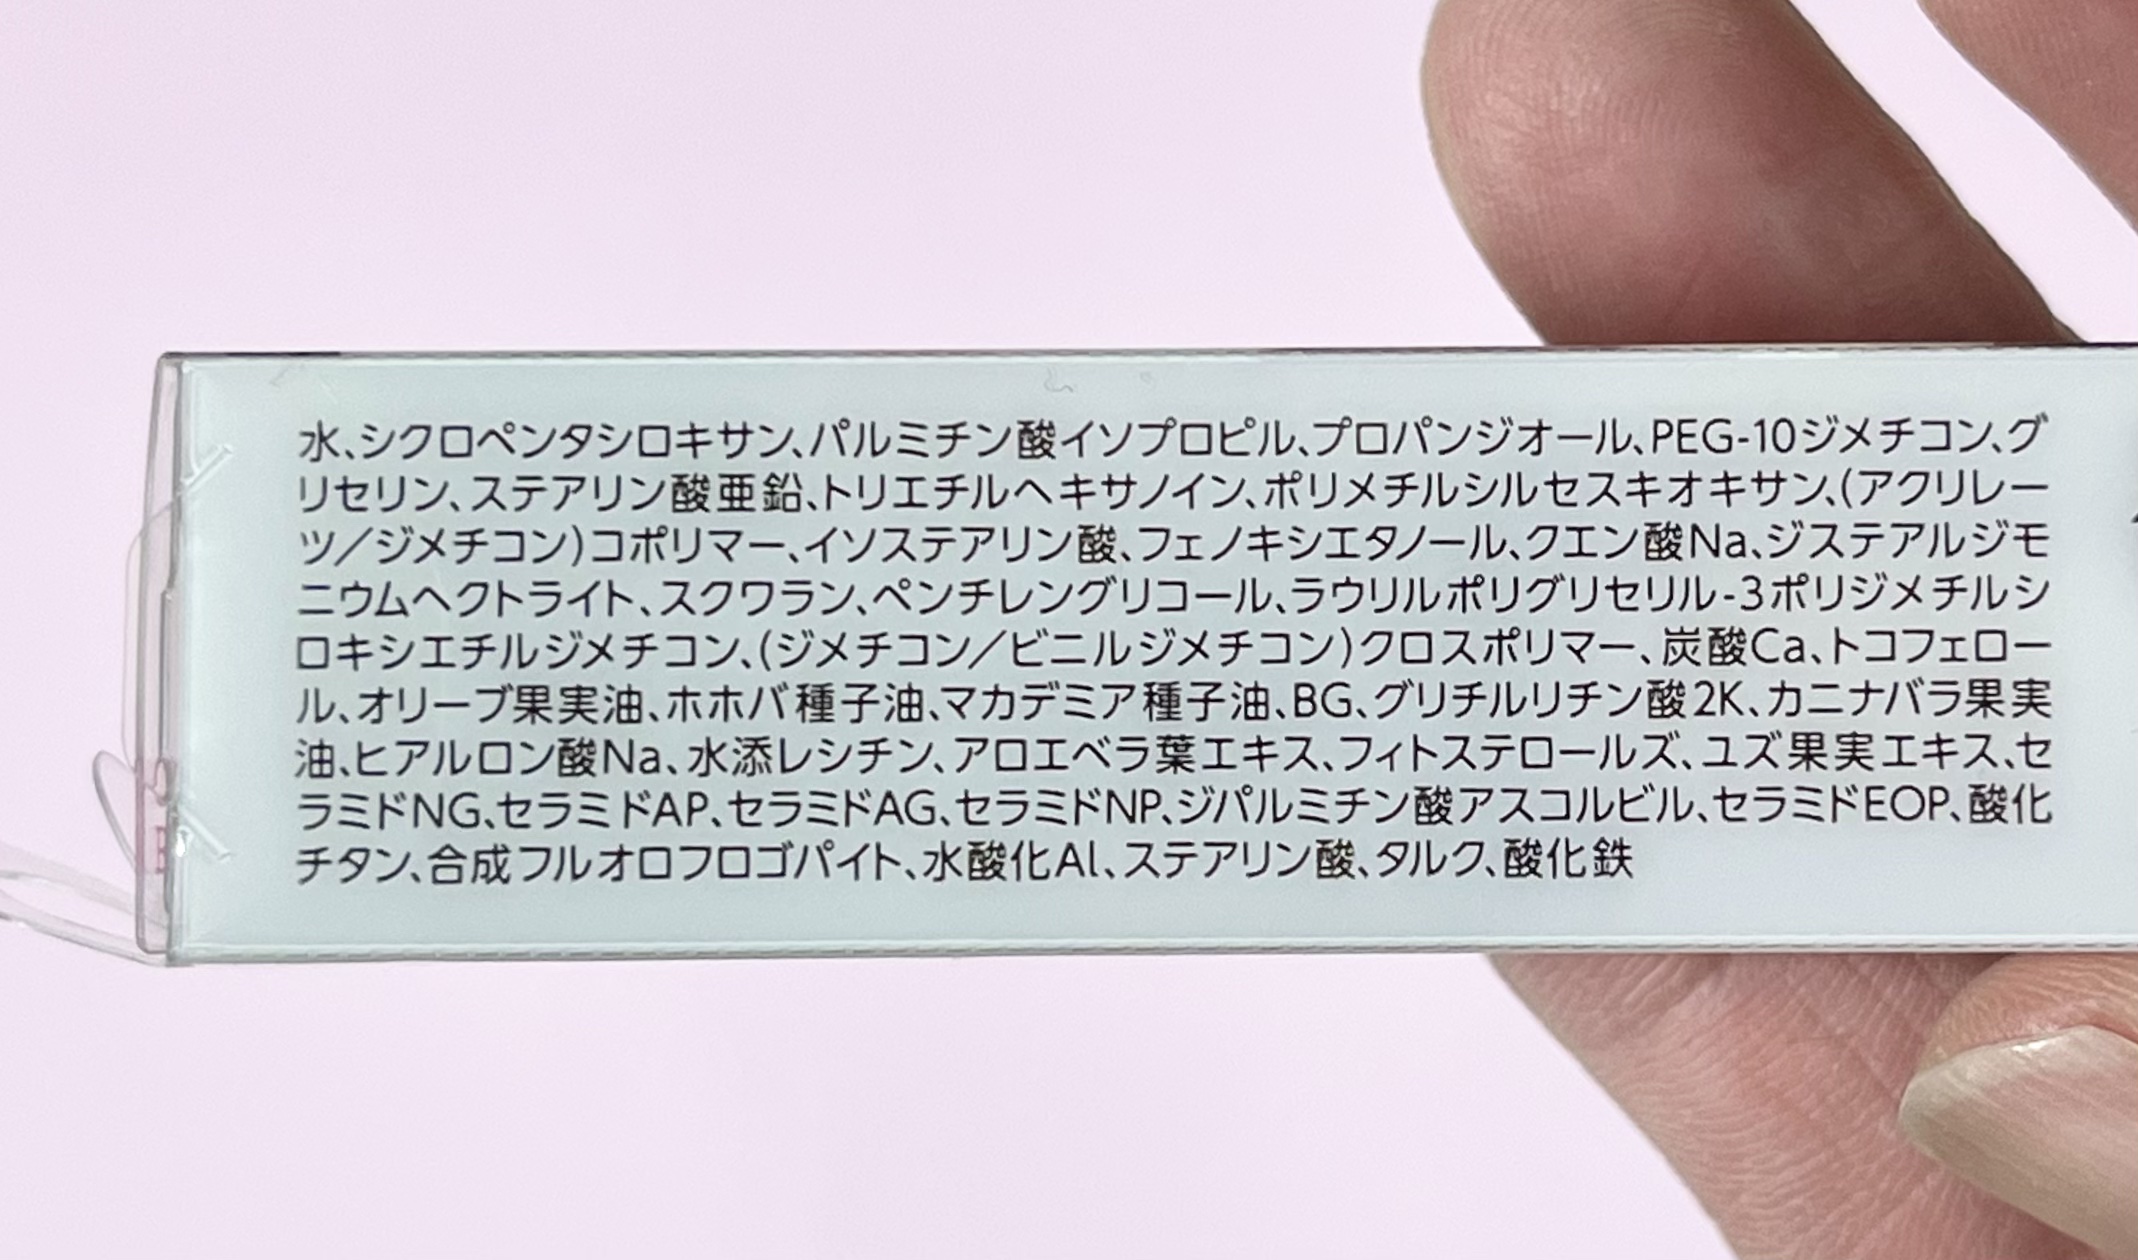 水、シクロペンタシロキサン、パルミチン酸イソプロピル、プロパンジオール、PEG-10ジメチコン、グ
リセリン、ステアリン酸亜鉛、トリエチルヘキサノイン、ポリメチルシルセスキオキサン、(アクリレー
ツ／ジメチコン)コポリマー、イソステアリン酸、フェノキシエタノール、クエン酸Na、ジステアルジモ
ニウムヘクトライト、スクワラン、ペンチレングリコール、ラウリルポリグリセリル-3ポリジメチルシ
ロキシエチルジメチコン、(ジメチコン／ビニルジメチコン)クロスポリマー、炭酸Ca、トコフェロー
ル、オリーブ果実油、ホホバ種子油、マカデミア種子油、BG、グリチルリチン酸2K、カニナバラ果実
油、ヒアルロン酸Na、水添レシチン、アロエベラ葉エキス、フィトステロールズ、ユズ果実エキス、セ
ラミドNG、セラミドAP、セラミドAG、セラミドNP、ジパルミチン酸アスコルビル、セラミドEOP、酸化
チタン、合成フルオロフロゴパイト、水酸化Al、ステアリン酸、タルク、酸化鉄